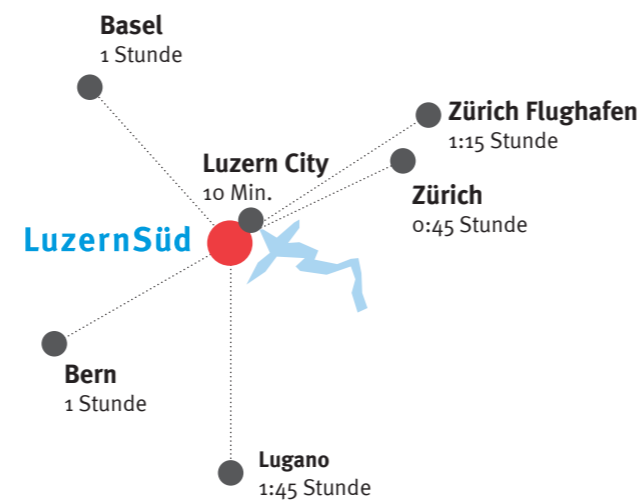 Basel
1 Stunde
Zürich Flughafen
1:15 Stunde
Luzern City
10 Min.
Zürich
0:45 Stunde
LuzernSüd
Bern
1 Stunde
Lugano
1:45 Stunde